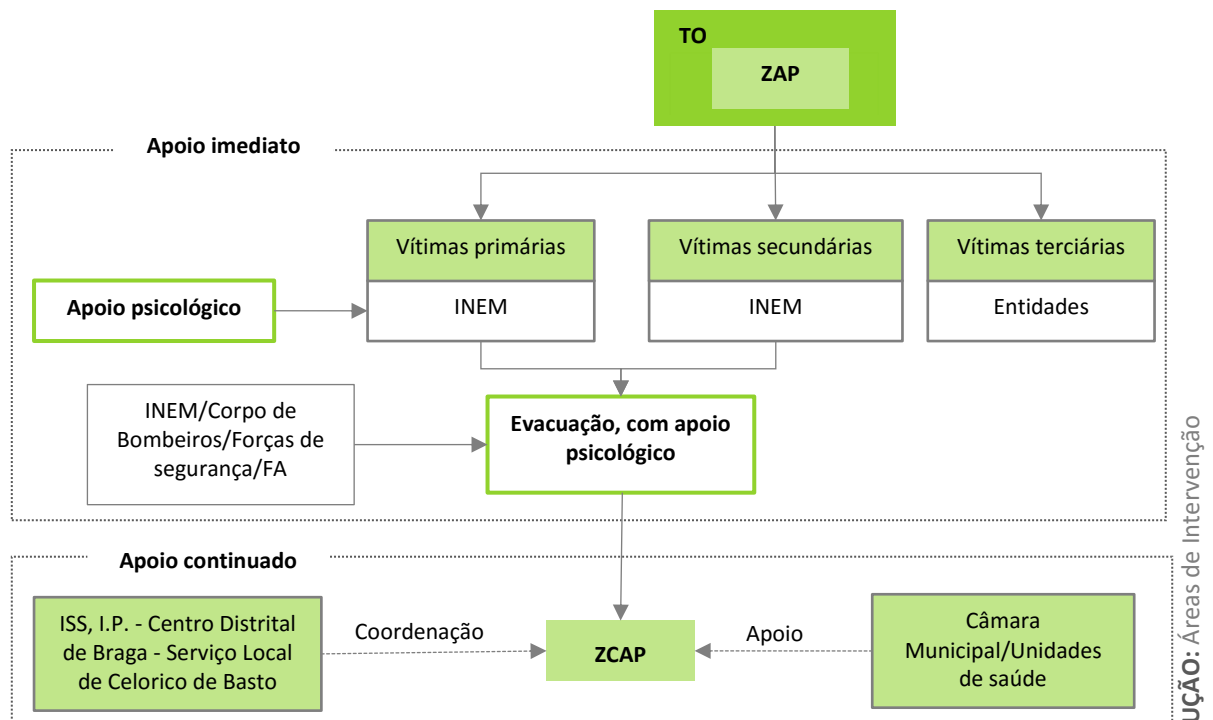 TO
ZAP
Apoio imediato
Vítimas primárias
INEM
Vítimas secundárias
INEM
Vítimas terciárias
Entidades
Apoio psicológico
INEM/Corpo de
Bombeiros/Forças de
segurança/FA
Evacuação, com apoio
psicológico
Apoio continuado
ISS, I.P. - Centro Distrital
de Braga - Serviço Local
de Celorico de Basto
Coordenação
ZCAP
Apoio
Câmara
Municipal/Unidades
de saúde
UÇÃO: Áreas de Intervenção